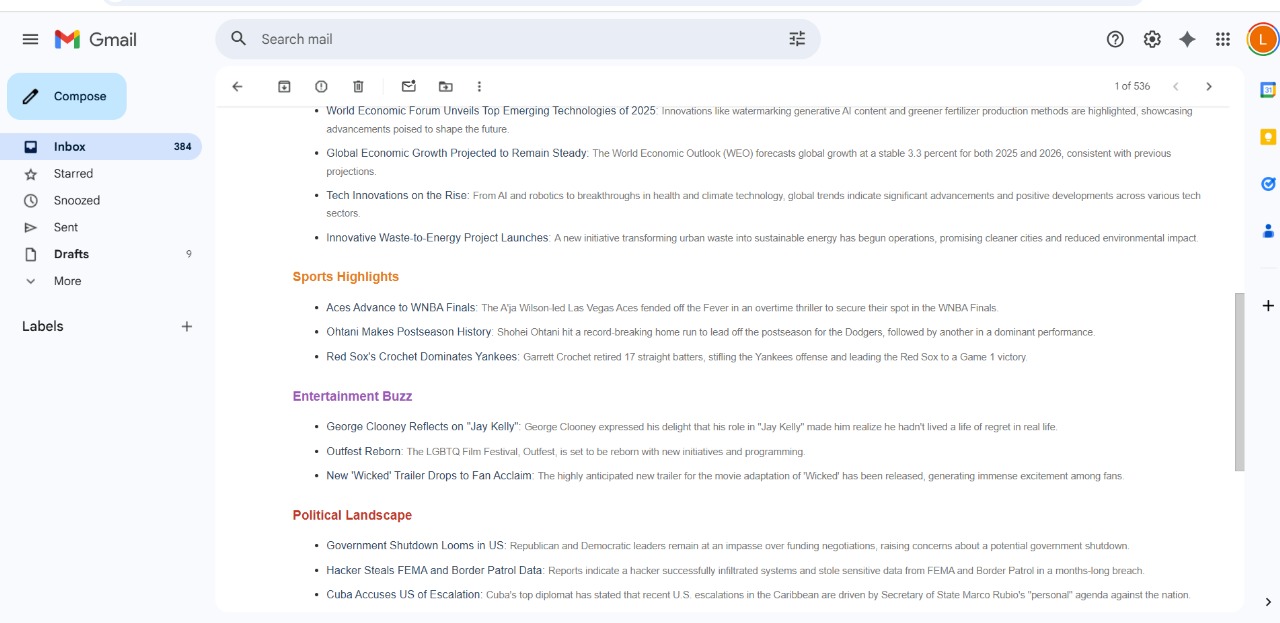 Gmail
Search mail
L
Compose
1 of 536
Inbox 384
Starred
Snoozed
Sent
Drafts 9
More
Labels
31
• World Economic Forum Unveils Top Emerging Technologies of 2025: Innovations like watermarking generative AI content and greener fertilizer production methods are highlighted, showcasing
advancements poised to shape the future.
• Global Economic Growth Projected to Remain Steady: The World Economic Outlook (WEO) forecasts global growth at a stable 3.3 percent for both 2025 and 2026, consistent with previous
projections.
• Tech Innovations on the Rise: From AI and robotics to breakthroughs in health and climate technology, global trends indicate significant advancements and positive developments across various tech
sectors.
• Innovative Waste-to-Energy Project Launches: A new initiative transforming urban waste into sustainable energy has begun operations, promising cleaner cities and reduced environmental impact.
Sports Highlights
• Aces Advance to WNBA Finals: The A'ja Wilson-led Las Vegas Aces fended off the Fever in an overtime thriller to secure their spot in the WNBA Finals.
• Ohtani Makes Postseason History: Shohei Ohtani hit a record-breaking home run to lead off the postseason for the Dodgers, followed by another in a dominant performance.
• Red Sox's Crochet Dominates Yankees: Garrett Crochet retired 17 straight batters, stifling the Yankees offense and leading the Red Sox to a Game 1 victory.
Entertainment Buzz
• George Clooney Reflects on "Jay Kelly": George Clooney expressed his delight that his role in "Jay Kelly" made him realize he hadn't lived a life of regret in real life.
• Outfest Reborn: The LGBTQ Film Festival, Outfest, is set to be reborn with new initiatives and programming.
• New 'Wicked' Trailer Drops to Fan Acclaim: The highly anticipated new trailer for the movie adaptation of 'Wicked' has been released, generating immense excitement among fans.
Political Landscape
• Government Shutdown Looms in US: Republican and Democratic leaders remain at an impasse over funding negotiations, raising concerns about a potential government shutdown.
• Hacker Steals FEMA and Border Patrol Data: Reports indicate a hacker successfully infiltrated systems and stole sensitive data from FEMA and Border Patrol in a months-long breach.
• Cuba Accuses US of Escalation: Cuba's top diplomat has stated that recent U.S. escalations in the Caribbean are driven by Secretary of State Marco Rubio's "personal" agenda against the nation.